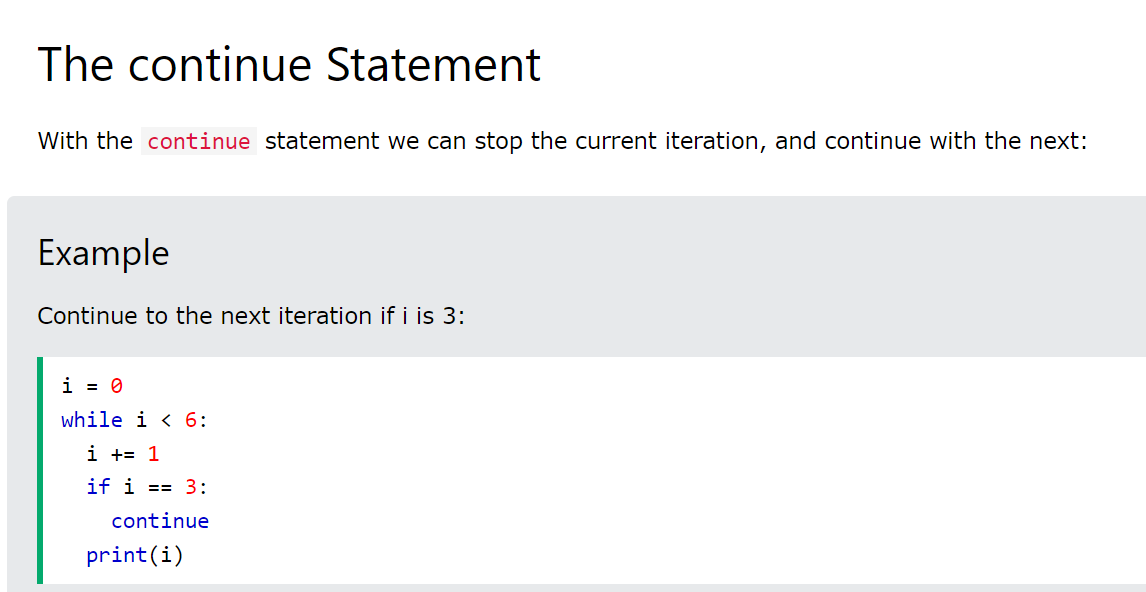 The continue Statement
With the continue statement we can stop the current iteration, and continue with the next:
Example
Continue to the next iteration if i is 3:
i = 0
while i < 6:
  i += 1
  if i == 3:
    continue
  print(i)